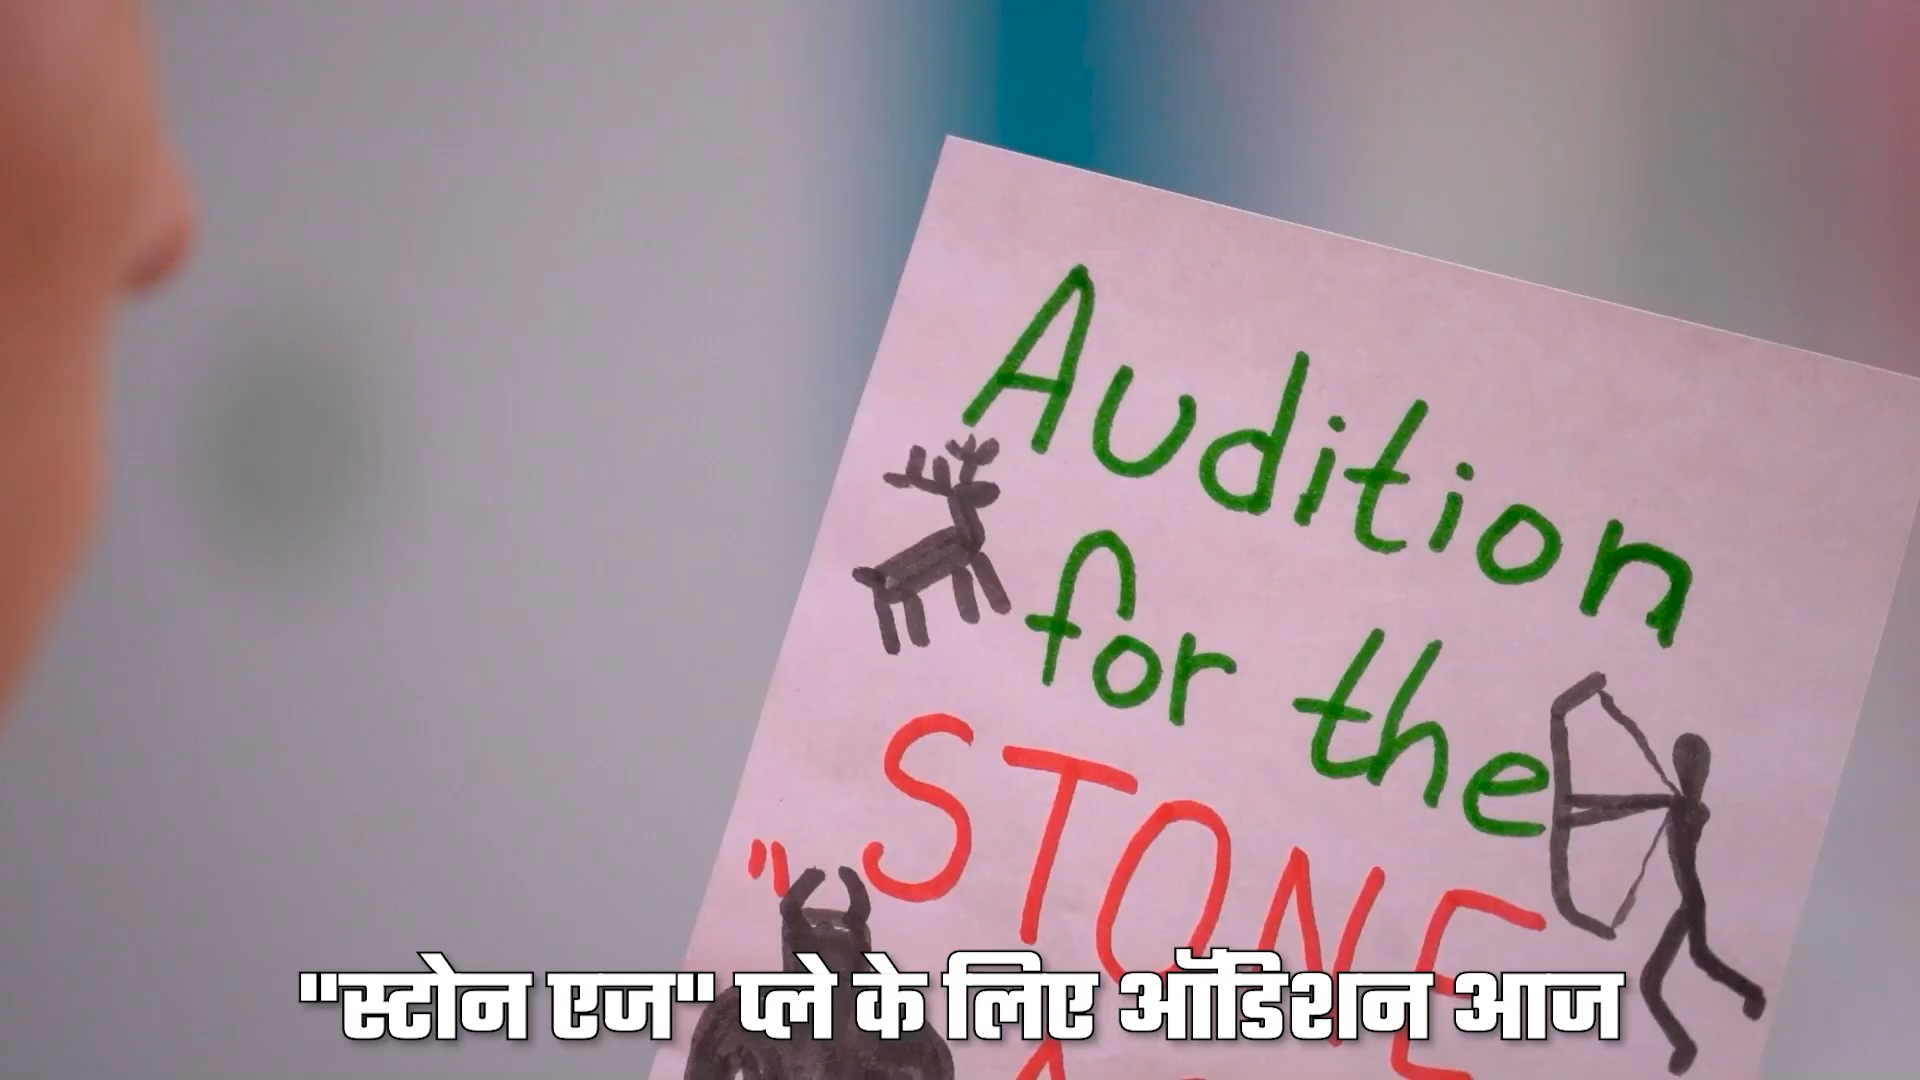 Audition
for the
"STONE
"स्टोन एज" प्ले के लिए ऑडिशन आज